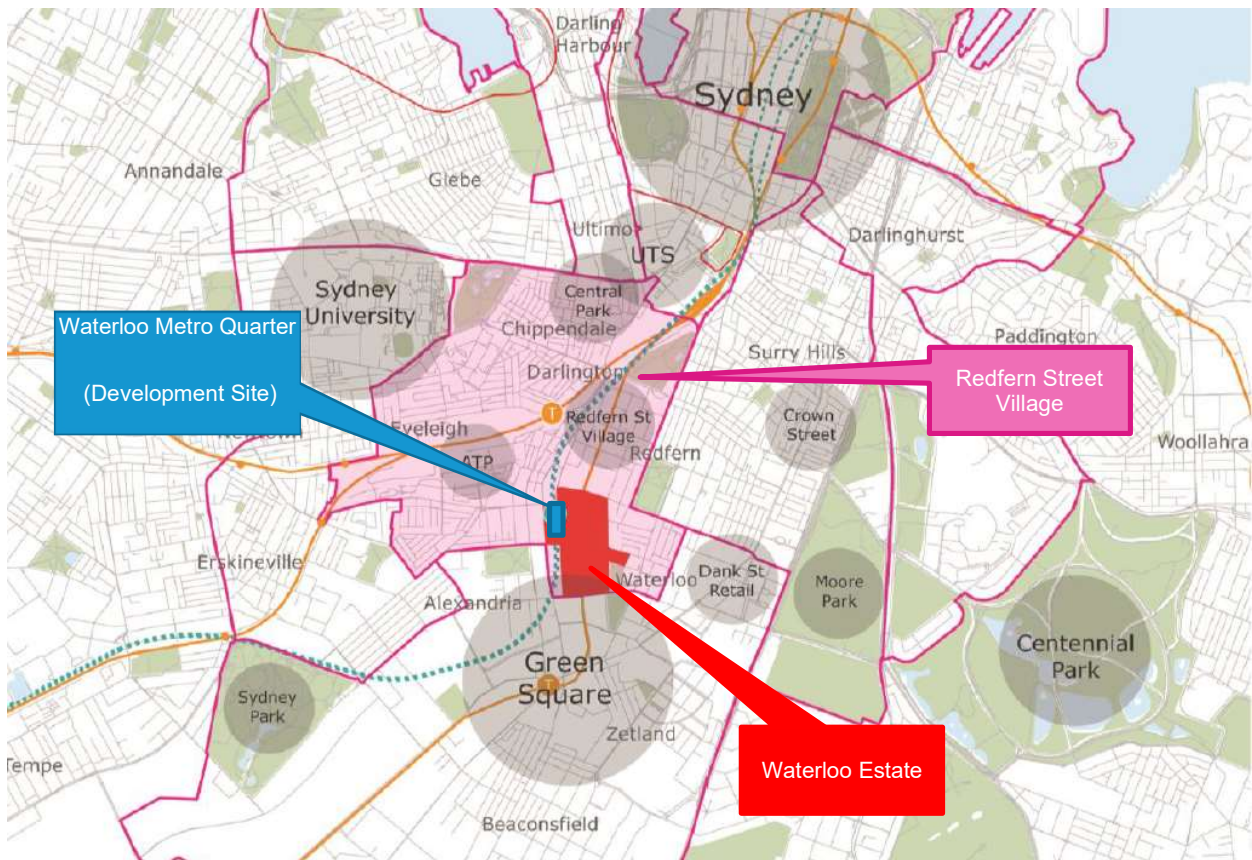 Darling
Harbour
Sydney
Annandale
Glebe
Ultimo
UTS
Darlinghurst
Sydney
University
Central
Park
Chippendale
Waterloo Metro Quarter
(Development Site)
Paddington
Surry Hills
Darlington
Redfern Street
Village
T
Redfern St
Village
Crown
Street
Eveleigh
Redfern
Woollahra
ATP
Erskineville
Waterloo
Dank St
Retail
Moore
Park
Alexandria
Centennial
Park
Green
Square
T
Sydney
Park
Zetland
Tempe
Waterloo Estate
Beaconsfield